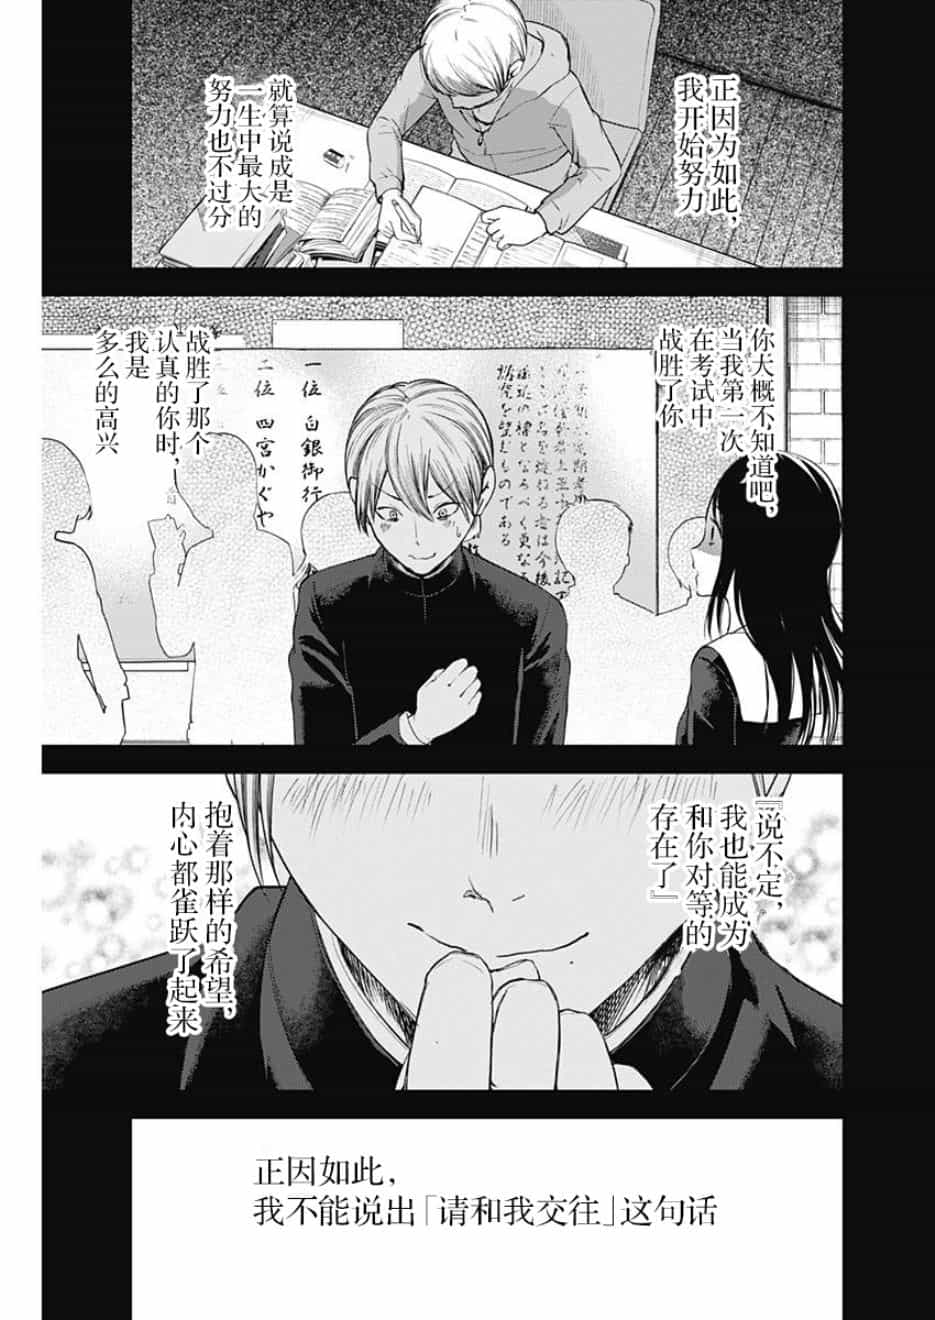 正因为如此，
我开始努力
就算说成是
一生中最大的
努力也不过分
你大概不知道吧，
当我第一次
在考试中
战胜了你
一位 白銀御行
二位 四宮かぐや
战胜了那个
认真的你时，
我是
多么的高兴
『说不定，
我也能成为
和你对等的
存在了』
抱着那样的希望，
内心都雀跃了起来
正因如此，
我不能说出「请和我交往」这句话